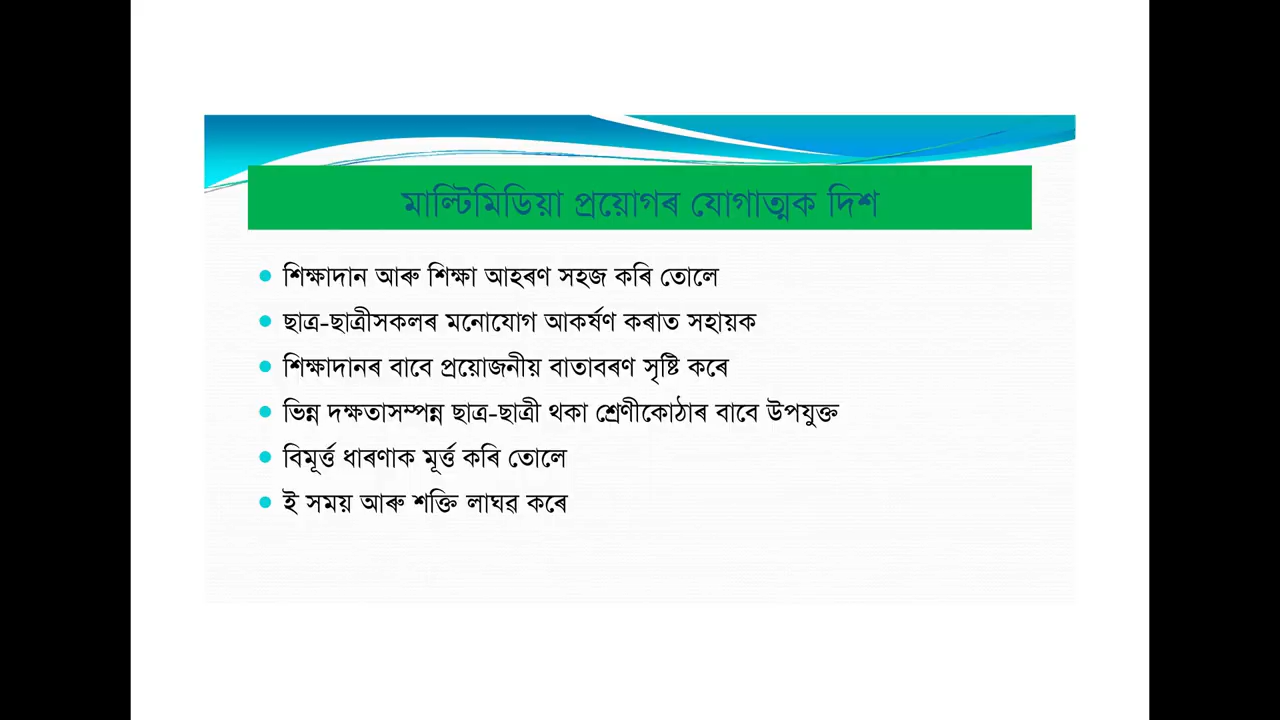 মাল্টিমিডিয়া প্ৰয়োগৰ যোগাত্মক দিশ
শিক্ষাদান আৰু শিক্ষা আহৰণ সহজ কৰি তোলে
ছাত্ৰ-ছাত্ৰীসকলৰ মনোযোগ আকৰ্ষণ কৰাত সহায়ক
শিক্ষাদানৰ বাবে প্ৰয়োজনীয় বাতাবৰণ সৃষ্টি কৰে
ভিন্ন দক্ষতাসম্পন্ন ছাত্ৰ-ছাত্ৰী থকা শ্ৰেণীকোঠাৰ বাবে উপযুক্ত
বিমূৰ্ত্ত ধাৰণাক মূৰ্ত্ত কৰি তোলে
ই সময় আৰু শক্তি লাঘৱ কৰে